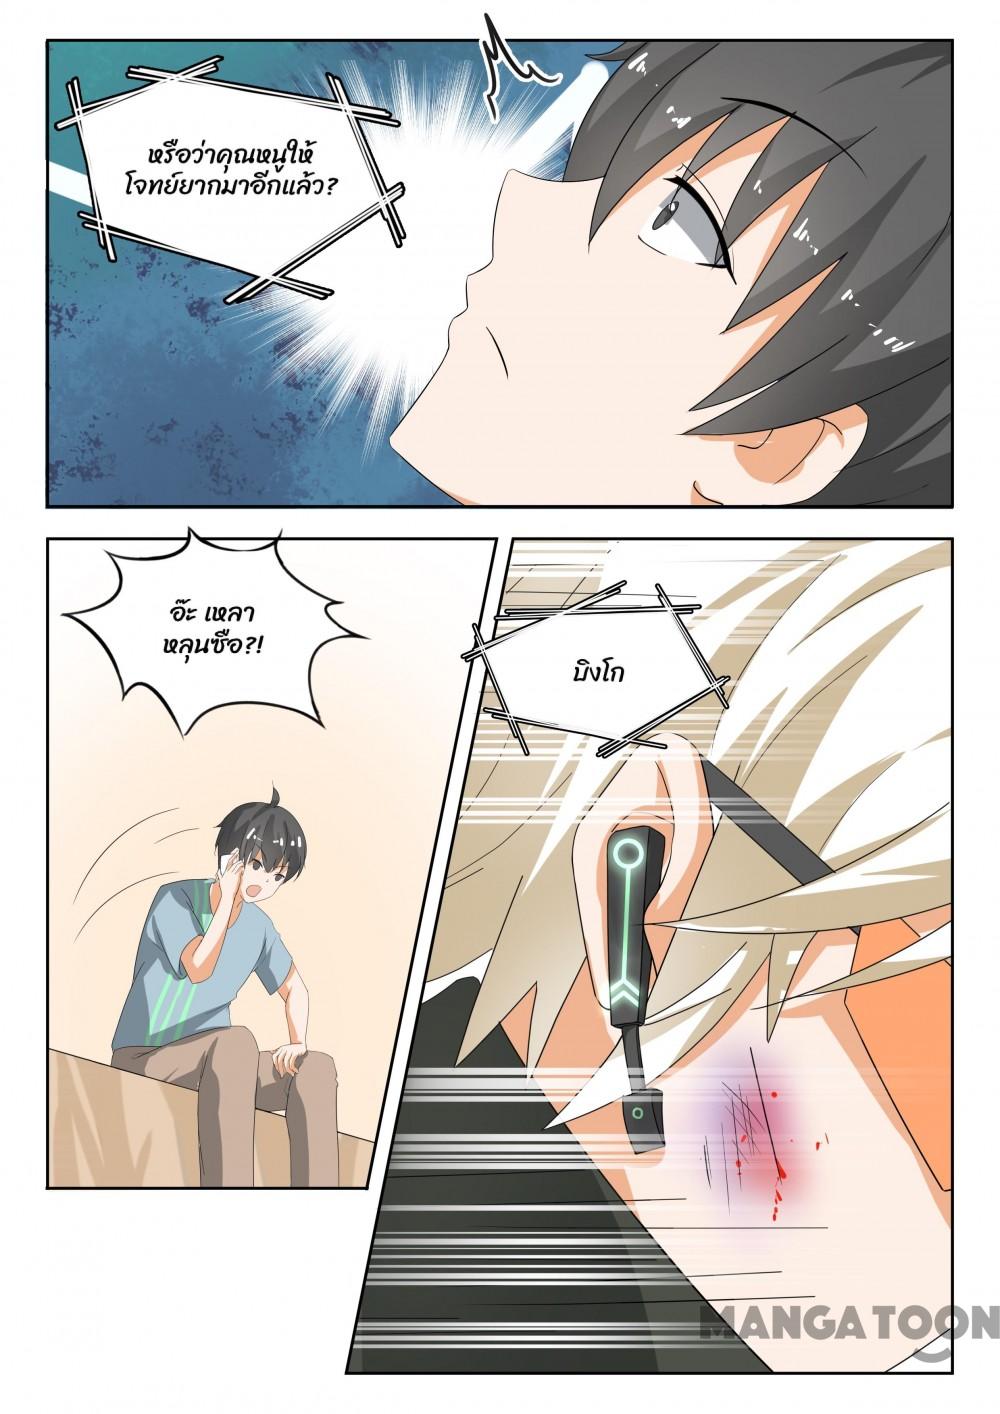 หรือว่าคุณหนูให้
โจทย์ยากมาอีกแล้ว?
อ๊ะ เหลา
หลุนซือ?!
บิงโก
MANGATOON